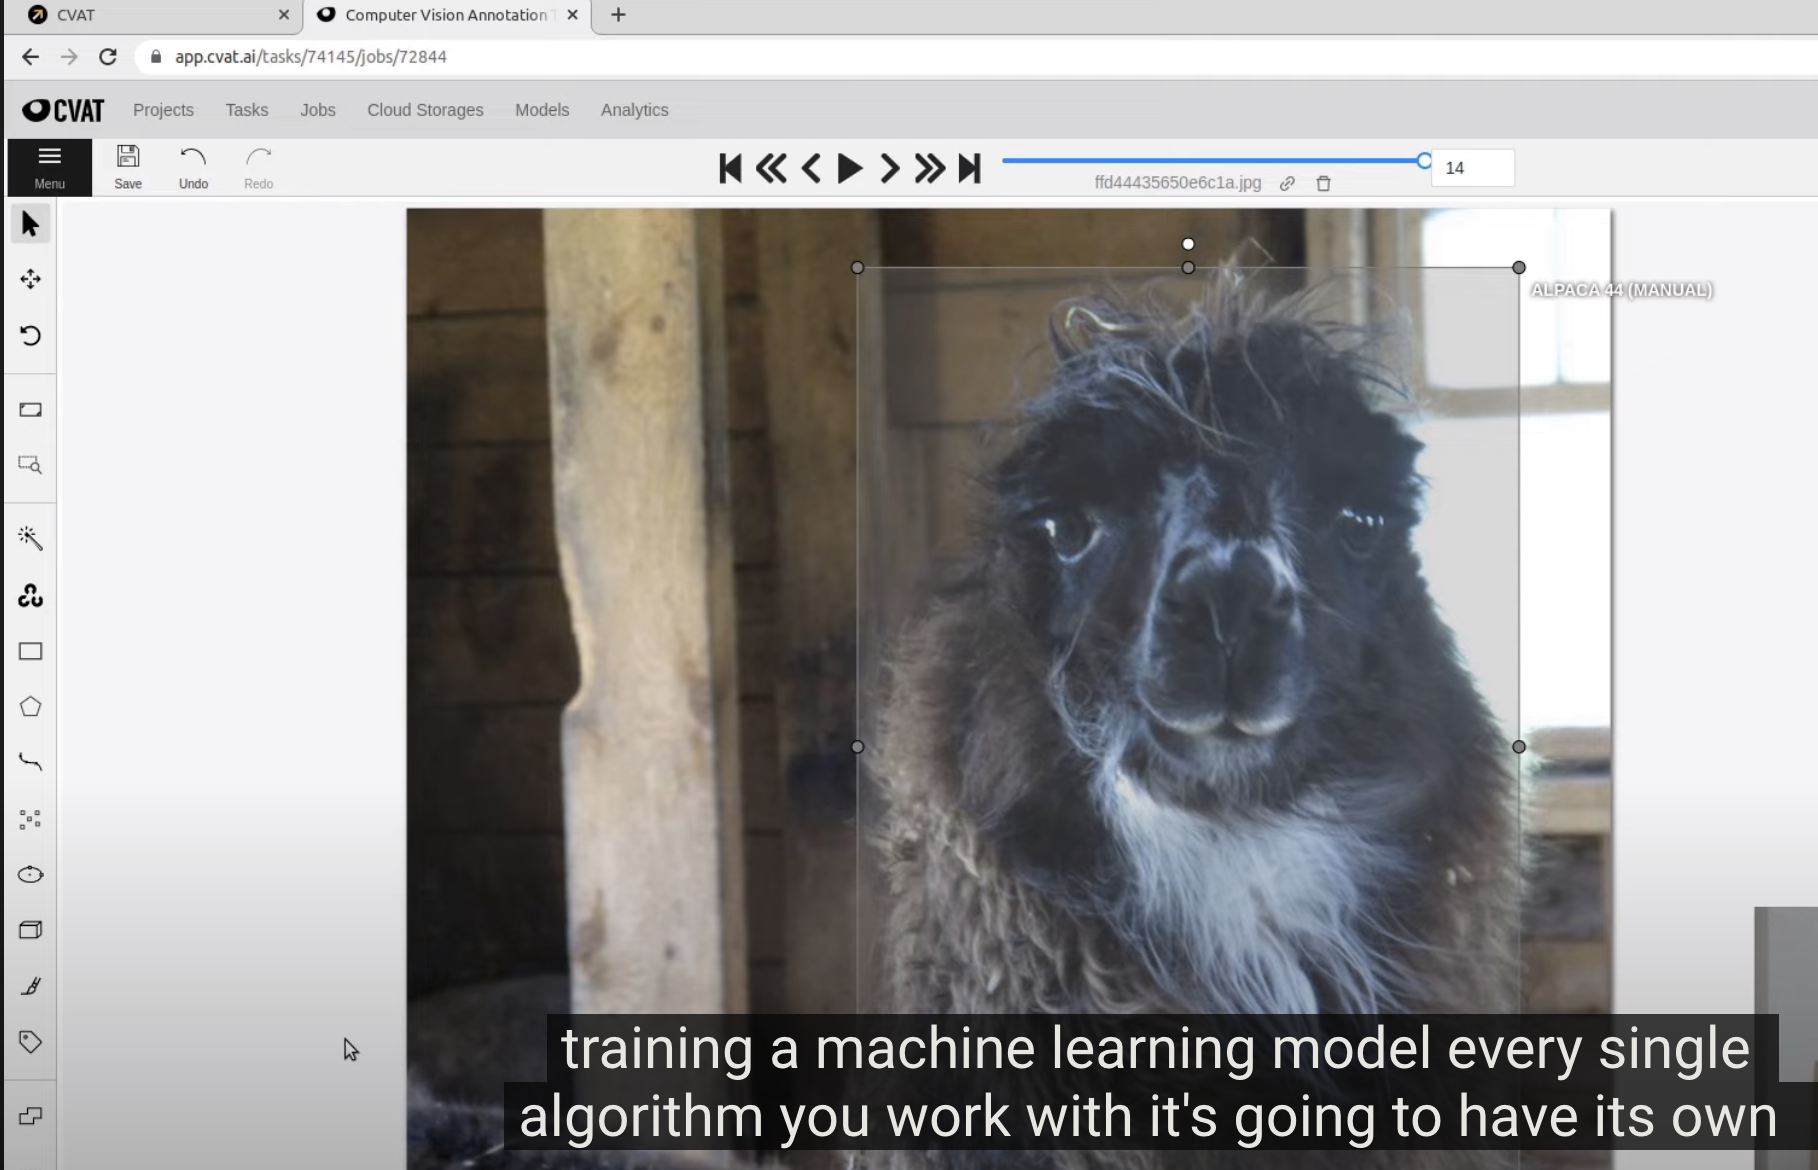 CVAT
Computer Vision Annotation
app.cvat.ai/tasks/74145/jobs/72844
CVAT
Projects
Tasks
Jobs
Cloud Storages
Models
Analytics
Menu
Save
Undo
Redo
14
ffd44435650e6c1a.jpg
ALPACA 44 (MANUAL)
training a machine learning model every single
algorithm you work with it's going to have its own